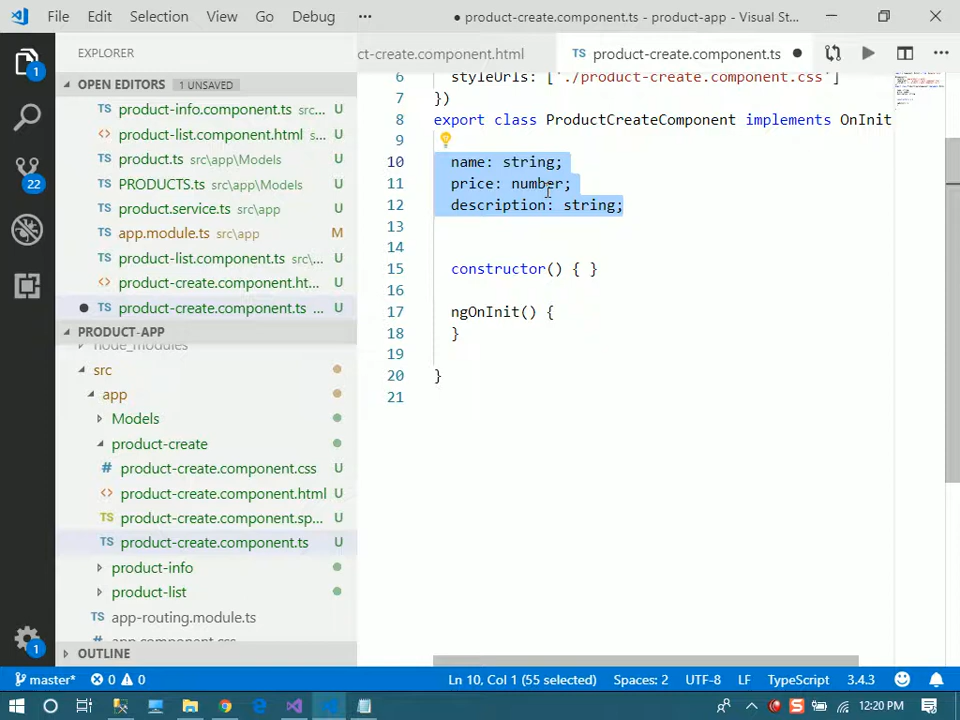 File Edit Selection View Go Debug ··· ● product-create.component.ts - product-app - Visual St...
EXPLORER
ct-create.component.html TS product-create.component.ts ●
OPEN EDITORS 1 UNSAVED
TS product-info.component.ts src... U
<> product-list.component.html s... U
TS product.ts src\app\Models U
TS PRODUCTS.ts src\app\Models U
TS product.service.ts src\app U
TS app.module.ts src\app M
TS product-list.component.ts src\... U
<> product-create.component.ht... U
● TS product-create.component.ts ... U
PRODUCT-APP
node_modules
src
app
Models
product-create
# product-create.component.css U
<> product-create.component.html U
TS product-create.component.sp... U
TS product-create.component.ts U
product-info
product-list
TS app-routing.module.ts
app.component.css
OUTLINE
1
22
1
6 styleUrls: ['./product-create.component.css']
7 })
8 export class ProductCreateComponent implements OnInit
9
10 name: string;
11 price: number;
12 description: string;
13
14
15 constructor() { }
16
17 ngOnInit() {
18 }
19
20 }
21
master* 0 0 Ln 10, Col 1 (55 selected) Spaces: 2 UTF-8 LF TypeScript 3.4.3
12:20 PM